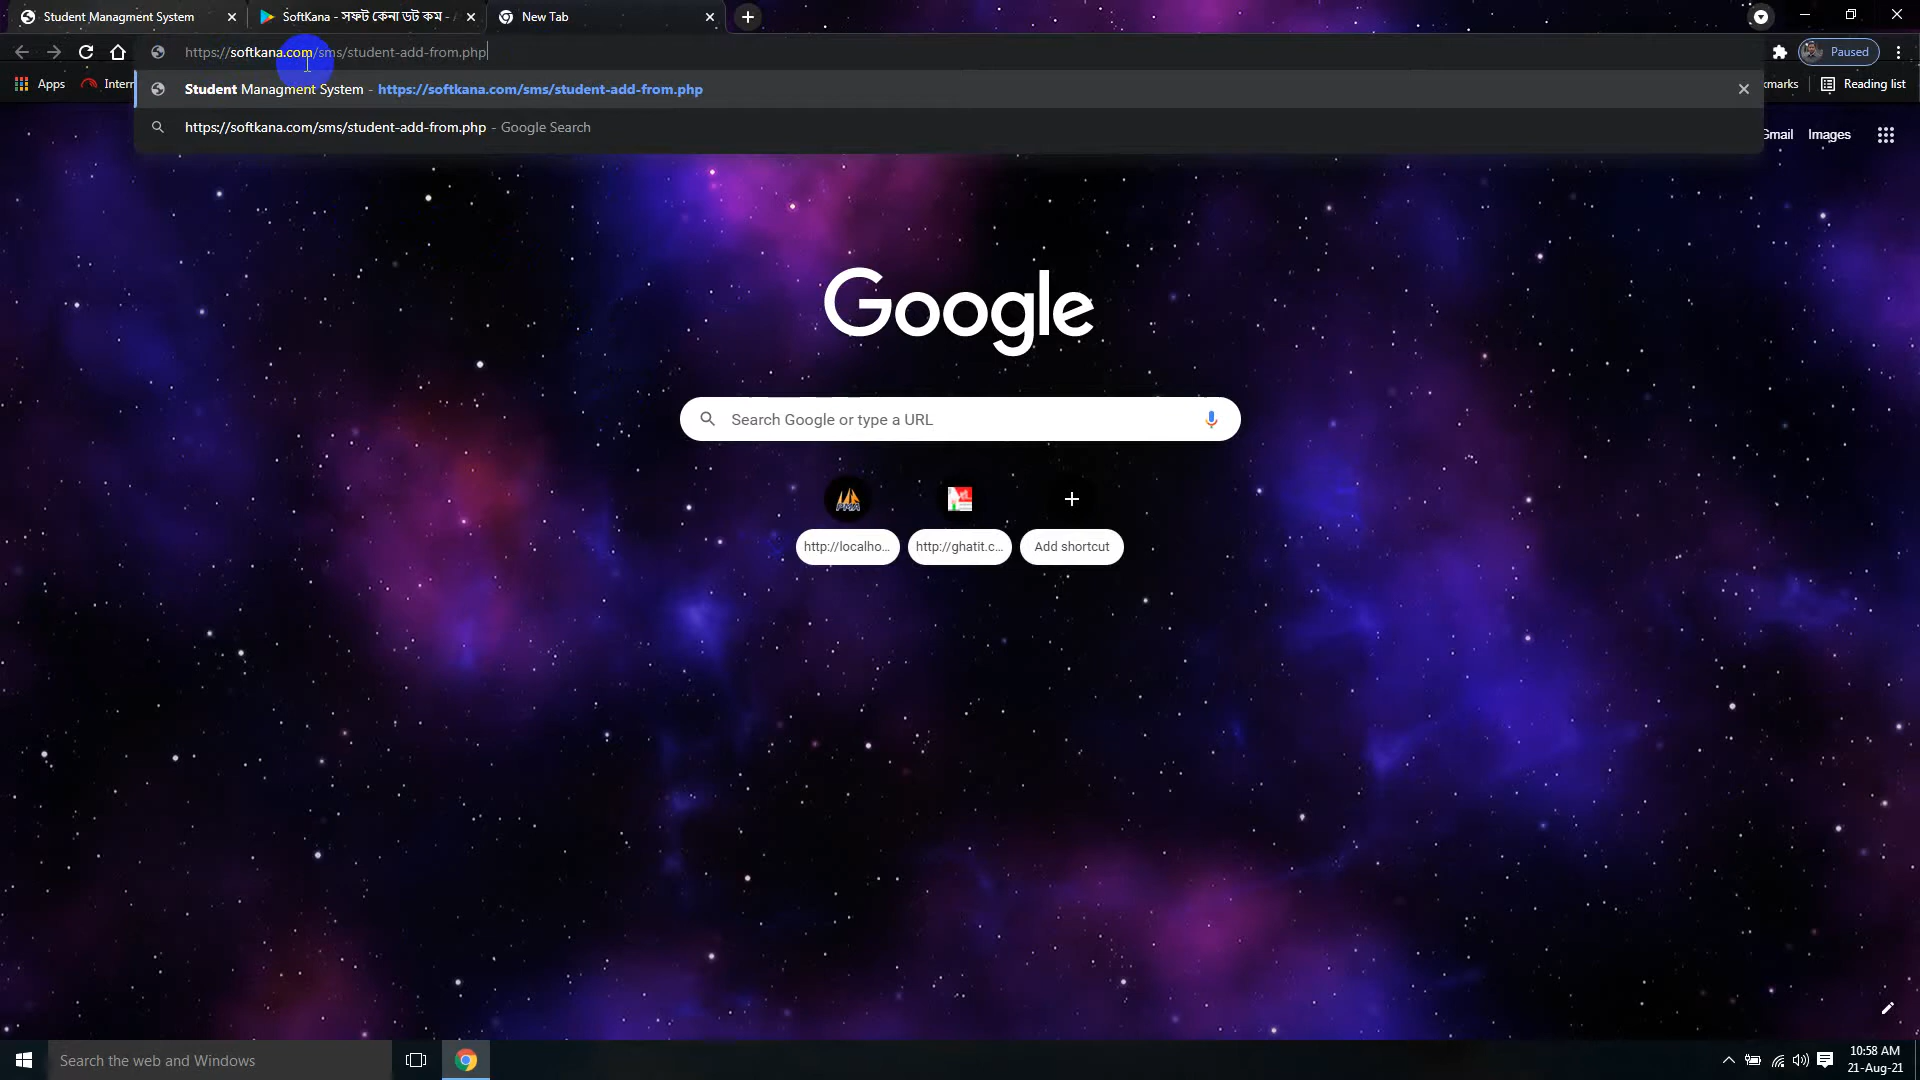 Student Managment System
SoftKana - সফট কেনা ডট কম - 
New Tab
https://softkana.com/sms/student-add-from.php
Paused
Apps
Student Managment System - https://softkana.com/sms/student-add-from.php
Reading list
https://softkana.com/sms/student-add-from.php - Google Search
Gmail
Images
Google
Search Google or type a URL
PMA
http://localho...
http://ghatit.c...
Add shortcut
Search the web and Windows
10:58 AM
21-Aug-21